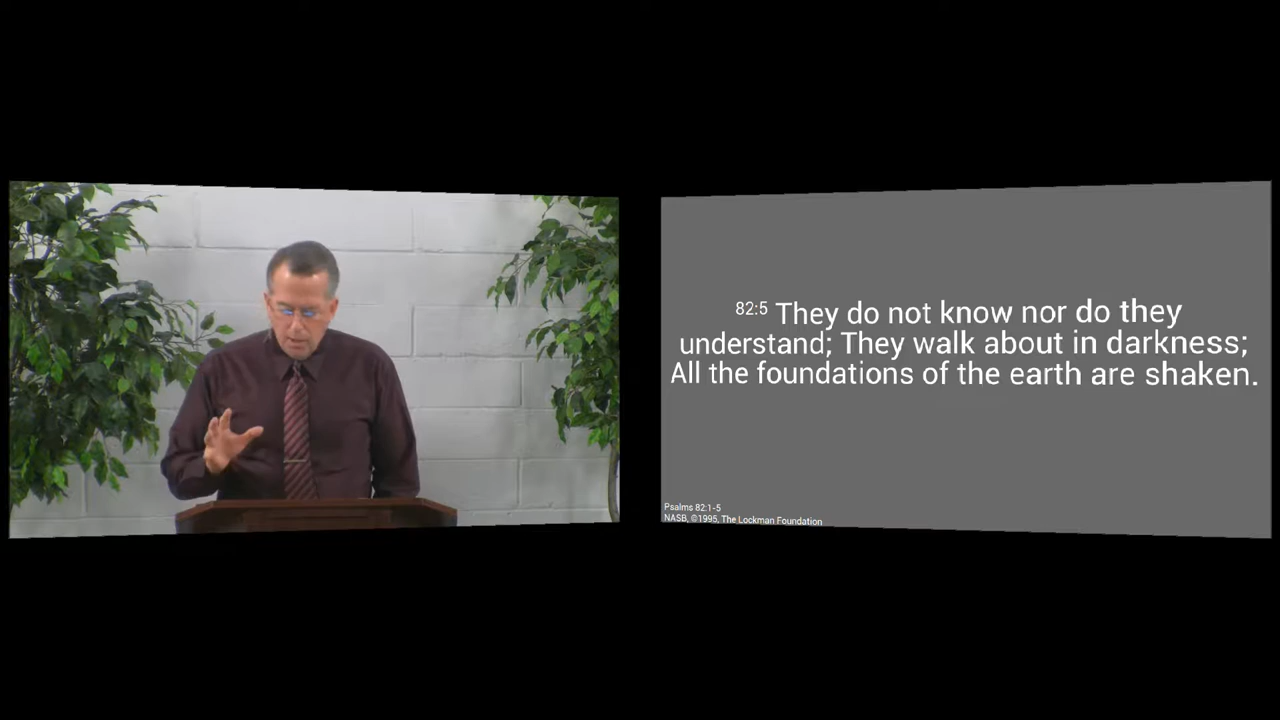 82:5 They do not know nor do they
understand; They walk about in darkness;
All the foundations of the earth are shaken.
Psalms 82:1-5
NASB, ©1995, The Lockman Foundation